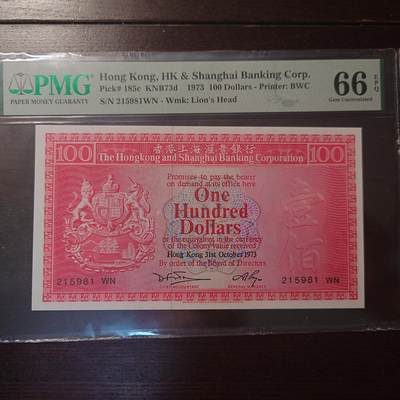 PMG
PAPER MONEY GUARANTY
Hong Kong, HK & Shanghai Banking Corp.
Pick# 185c KNB73d 1973 100 Dollars - Printer: BWC
S/N 215981WN - Wmk: Lion's Head
66 EPQ
Gem Uncirculated
100
香港上海滙豐銀行
100
The Hongkong and Shanghai Banking Corporation
Promises to pay the bearer
on demand at its office here
One
Hundred
Dollars
or the equivalent in the currency
of the Colony value received
Hong Kong 31st October 1973
By order of the Board of Directors
壹
佰
215981 WN
215981 WN
CHIEF ACCOUNTANT
GENERAL MANAGER